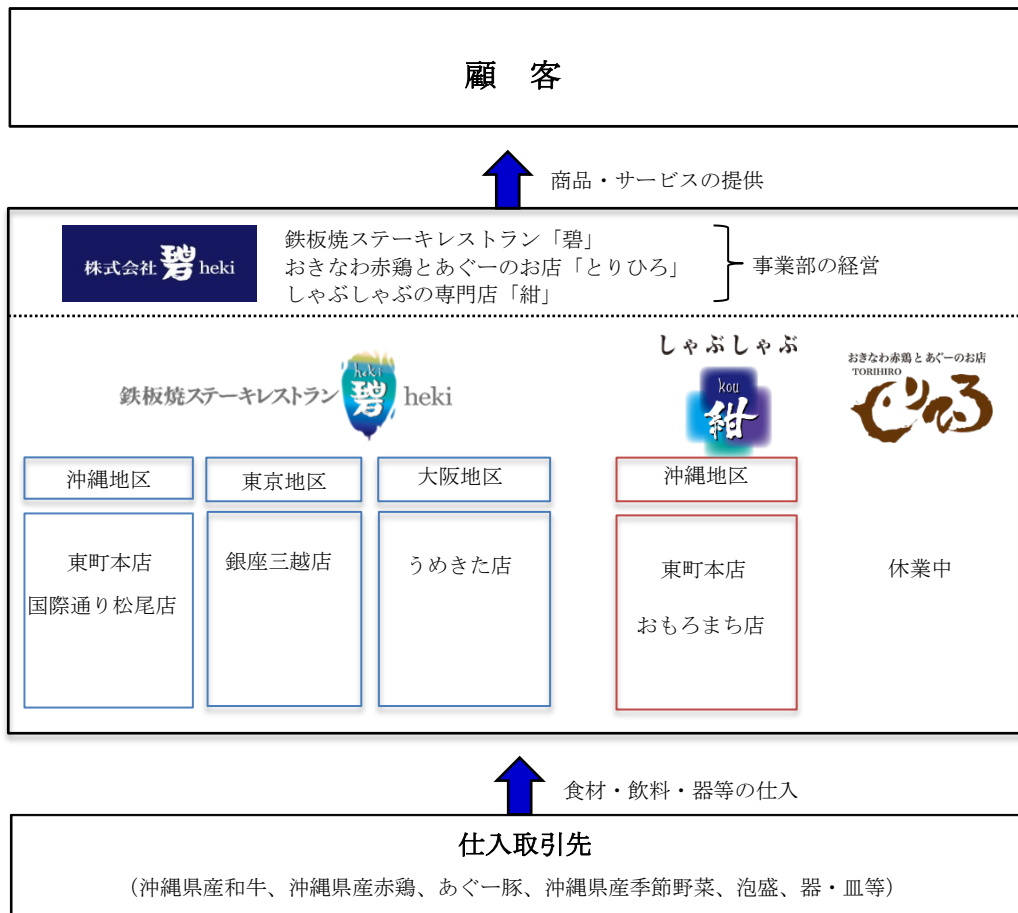 顧 客
商品・サービスの提供
株式会社 碧 heki
鉄板焼ステーキレストラン「碧」
おきなわ赤鶏とあぐーのお店「とりひろ」
しゃぶしゃぶの専門店「紺」
事業部の経営
鉄板焼ステーキレストラン heki 碧 heki
しゃぶしゃぶ
kou
紺
おきなわ赤鶏とあぐーのお店
TORIHIRO
とりひろ
沖縄地区
東町本店
国際通り松尾店
東京地区
銀座三越店
大阪地区
うめきた店
沖縄地区
東町本店
おもろまち店
休業中
食材・飲料・器等の仕入
仕入取引先
（沖縄県産和牛、沖縄県産赤鶏、あぐー豚、沖縄県産季節野菜、泡盛、器・皿等）